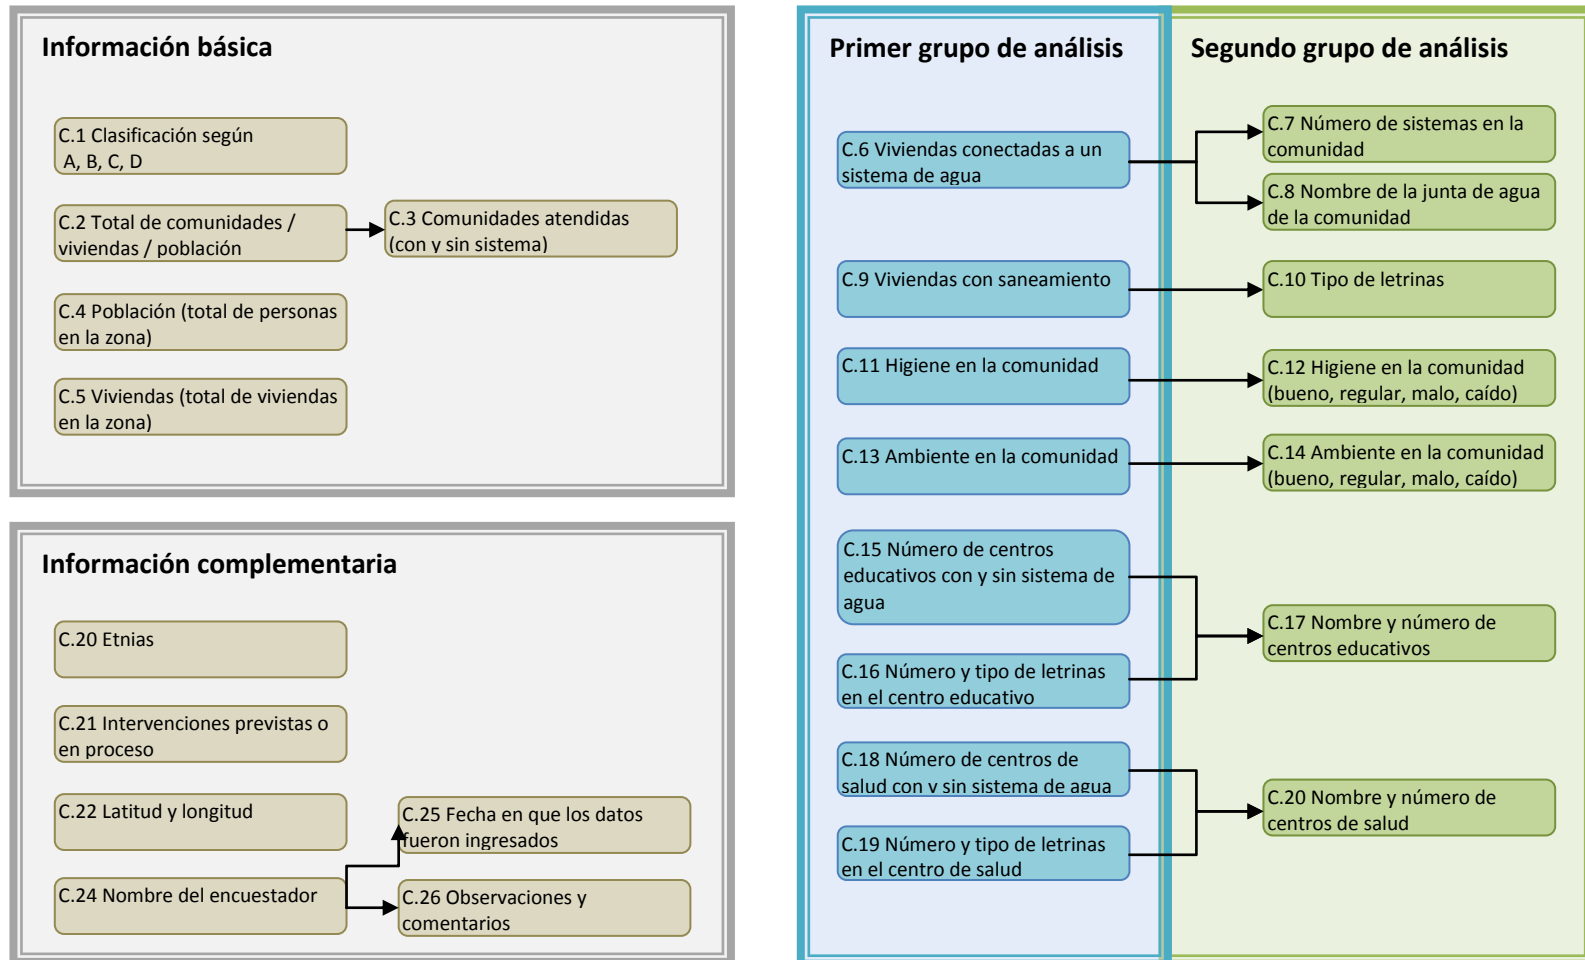 Información básica
C.1 Clasificación según
A, B, C, D
C.2 Total de comunidades /
viviendas / población
C.3 Comunidades atendidas
(con y sin sistema)
C.4 Población (total de personas
en la zona)
C.5 Viviendas (total de viviendas
en la zona)
Información complementaria
C.20 Etnias
C.21 Intervenciones previstas o
en proceso
C.22 Latitud y longitud
C.24 Nombre del encuestador
C.25 Fecha en que los datos
fueron ingresados
C.26 Observaciones y
comentarios
Primer grupo de análisis
C.6 Viviendas conectadas a un
sistema de agua
C.9 Viviendas con saneamiento
C.11 Higiene en la comunidad
C.13 Ambiente en la comunidad
C.15 Número de centros
educativos con y sin sistema de
agua
C.16 Número y tipo de letrinas
en el centro educativo
C.18 Número de centros de
salud con y sin sistema de agua
C.19 Número y tipo de letrinas
en el centro de salud
Segundo grupo de análisis
C.7 Número de sistemas en la
comunidad
C.8 Nombre de la junta de agua
de la comunidad
C.10 Tipo de letrinas
C.12 Higiene en la comunidad
(bueno, regular, malo, caído)
C.14 Ambiente en la comunidad
(bueno, regular, malo, caído)
C.17 Nombre y número de
centros educativos
C.20 Nombre y número de
centros de salud